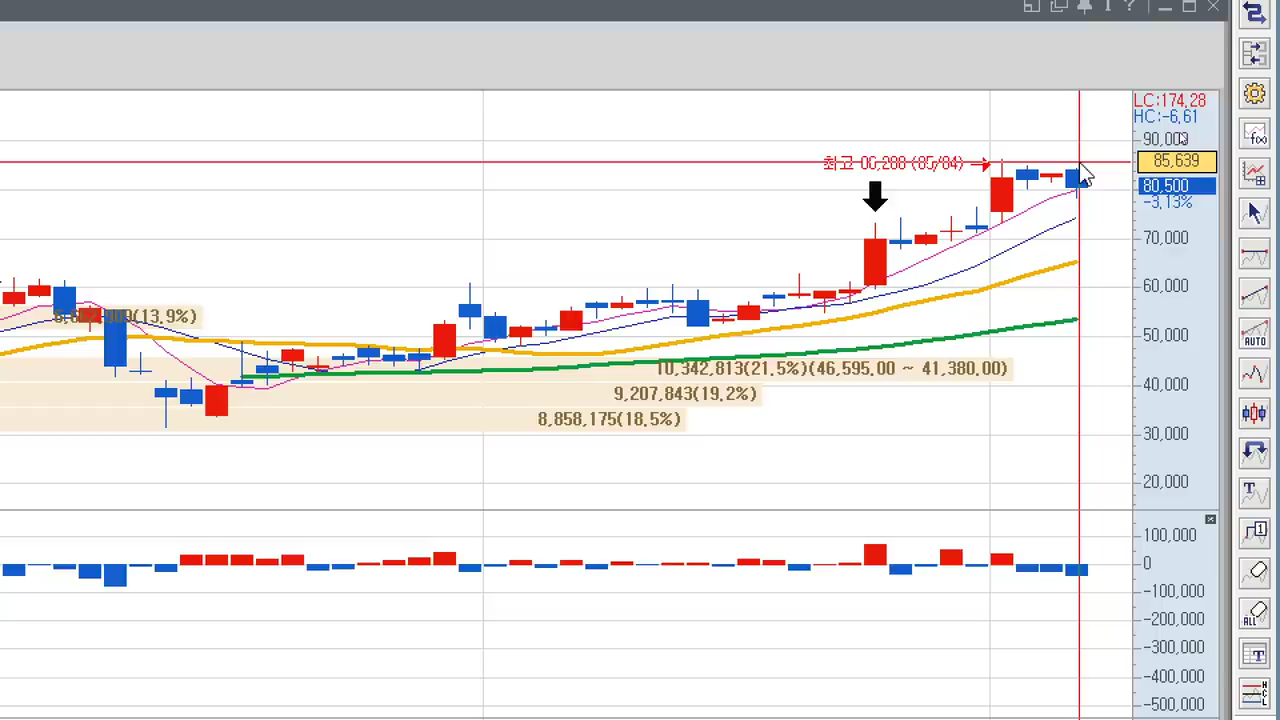 LC:174,28
HC:-6,61
90,000
85,639
80,500
-3,13%
70,000
60,000
(13,9%)
50,000
10,342,813(21,5%)(46,595,00 ~ 41,380,00)
40,000
9,207,843(19,2%)
8,858,175(18,5%)
30,000
20,000
100,000
0
-100,000
-200,000
-300,000
-400,000
-500,000
f(x)
AUTO
T
1
ALL
T
H
C
L